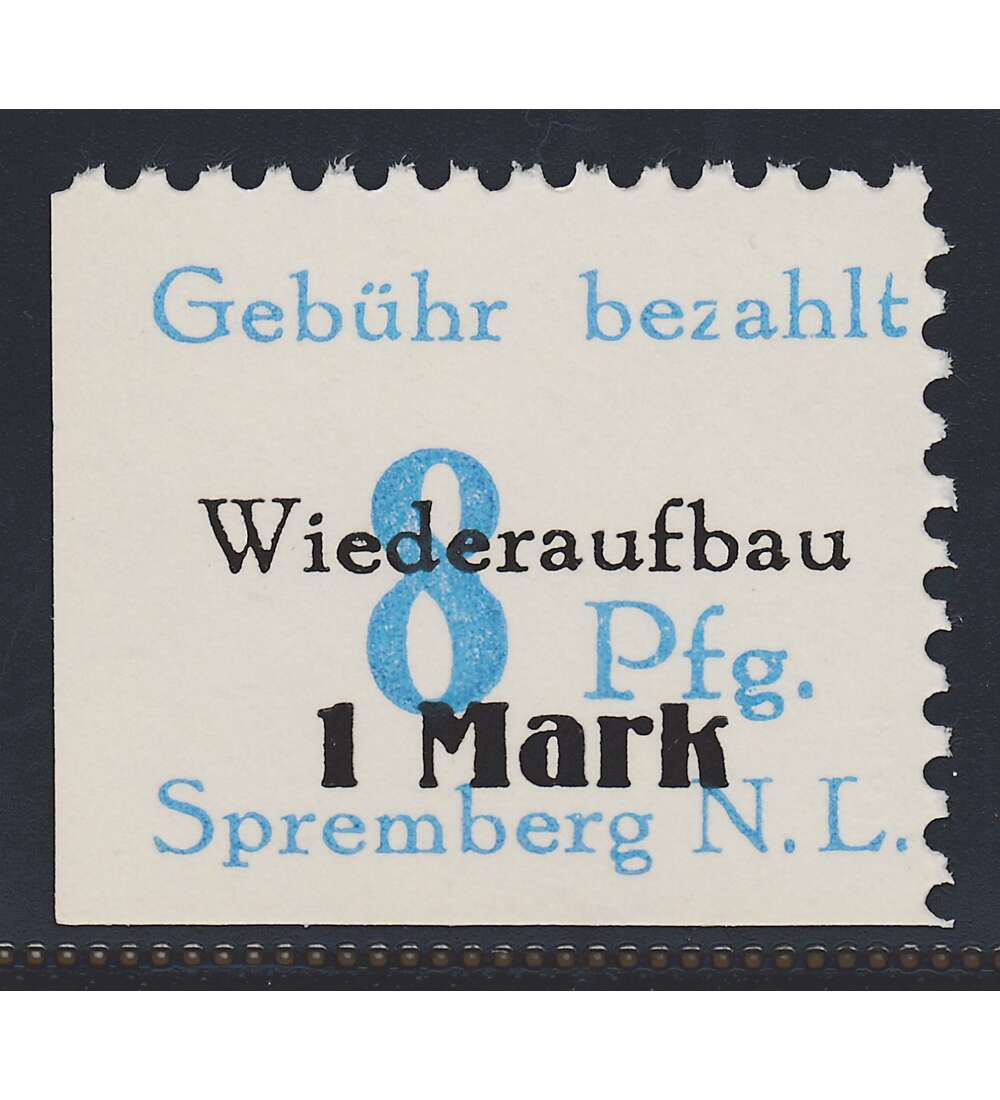 Gebühr bezahlt
Wiederaufbau
8 Pfg.
1 Mark
Spremberg N. L.